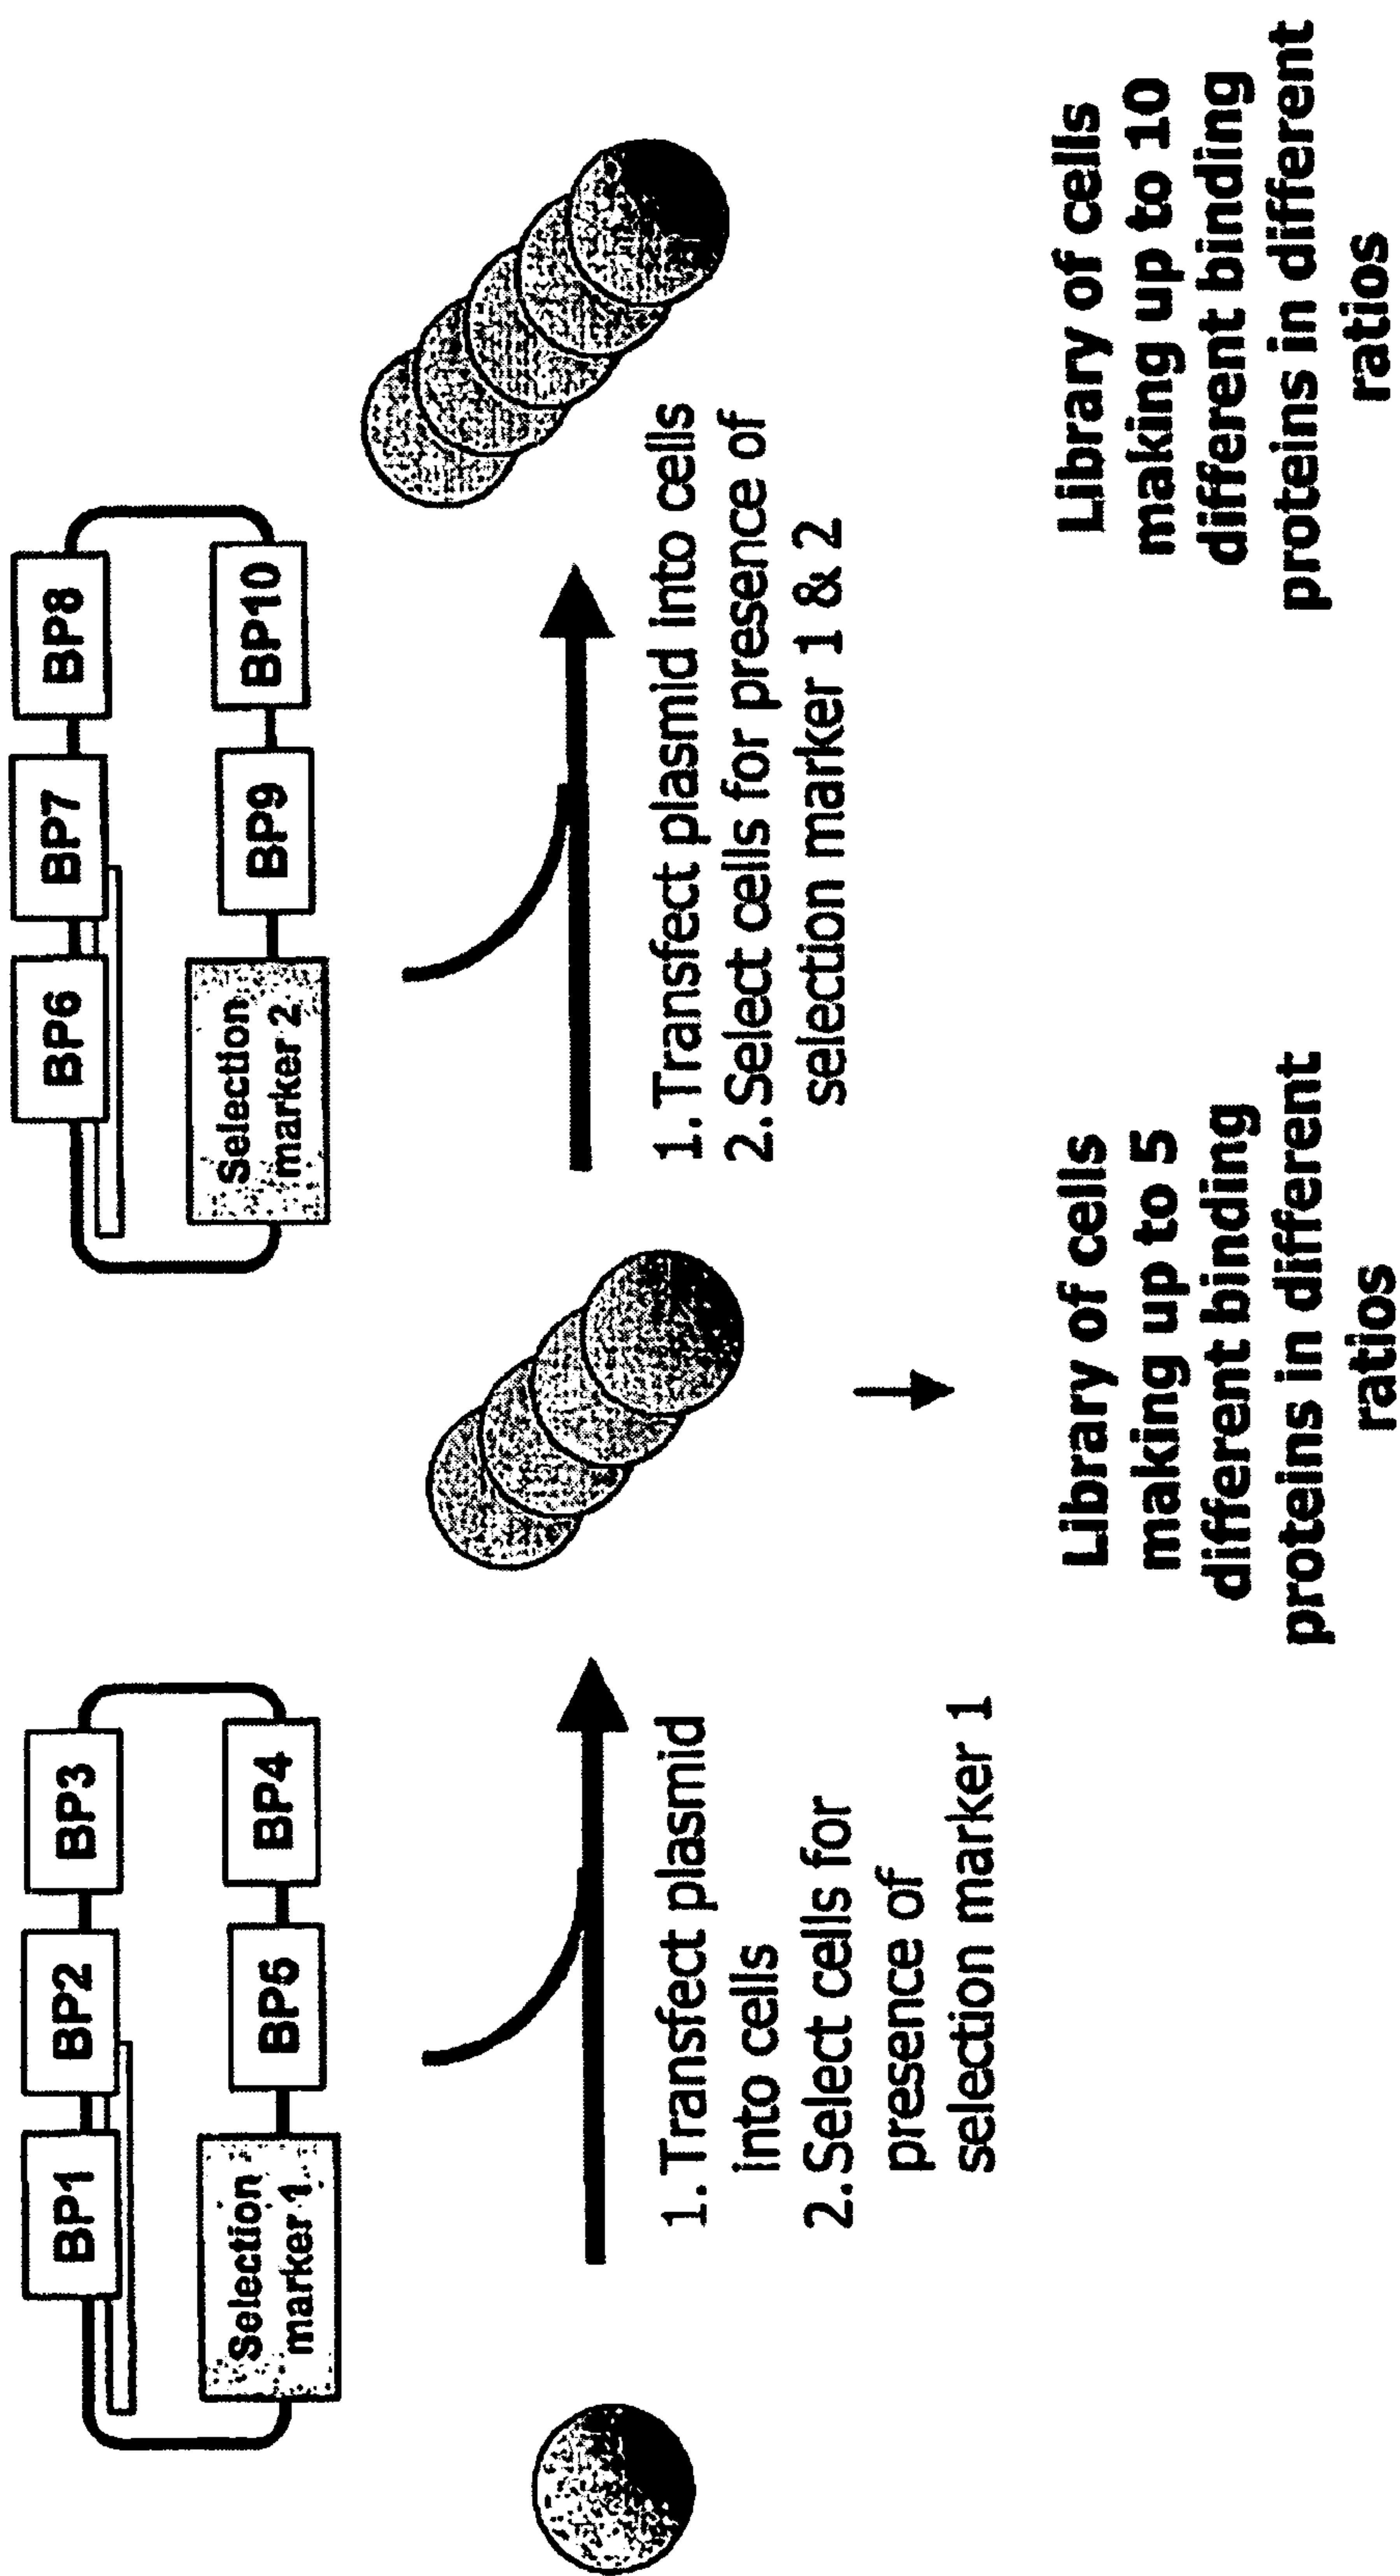 BP1
BP2
BP3
Selection
marker 1
BP5
BP4
1. Transfect plasmid
into cells
2. Select cells for
presence of
selection marker 1
Library of cells
making up to 5
different binding
proteins in different
ratios
BP6
BP7
BP8
Selection
marker 2
BP9
BP10
1. Transfect plasmid into cells
2. Select cells for presence of
selection marker 1 & 2
Library of cells
making up to 10
different binding
proteins in different
ratios